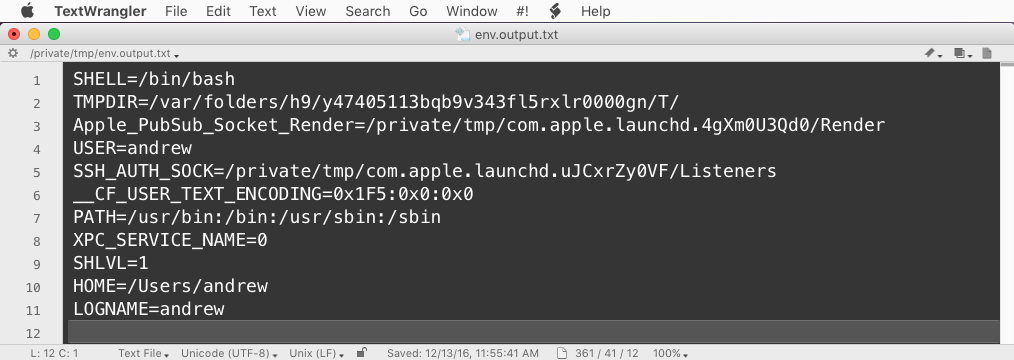 TextWrangler File Edit Text View Search Go Window #! Help
env.output.txt
/private/tmp/env.output.txt
1 SHELL=/bin/bash
2 TMPDIR=/var/folders/h9/y47405113bqb9v343fl5rxlr0000gn/T/
3 Apple_PubSub_Socket_Render=/private/tmp/com.apple.launchd.4gXm0U3Qd0/Render
4 USER=andrew
5 SSH_AUTH_SOCK=/private/tmp/com.apple.launchd.uJCxrZy0VF/Listeners
6 __CF_USER_TEXT_ENCODING=0x1F5:0x0:0x0
7 PATH=/usr/bin:/bin:/usr/sbin:/sbin
8 XPC_SERVICE_NAME=0
9 SHLVL=1
10 HOME=/Users/andrew
11 LOGNAME=andrew
12
L: 12 C: 1 Text File Unicode (UTF-8) Unix (LF) Saved: 12/13/16, 11:55:41 AM 361 / 41 / 12 100%